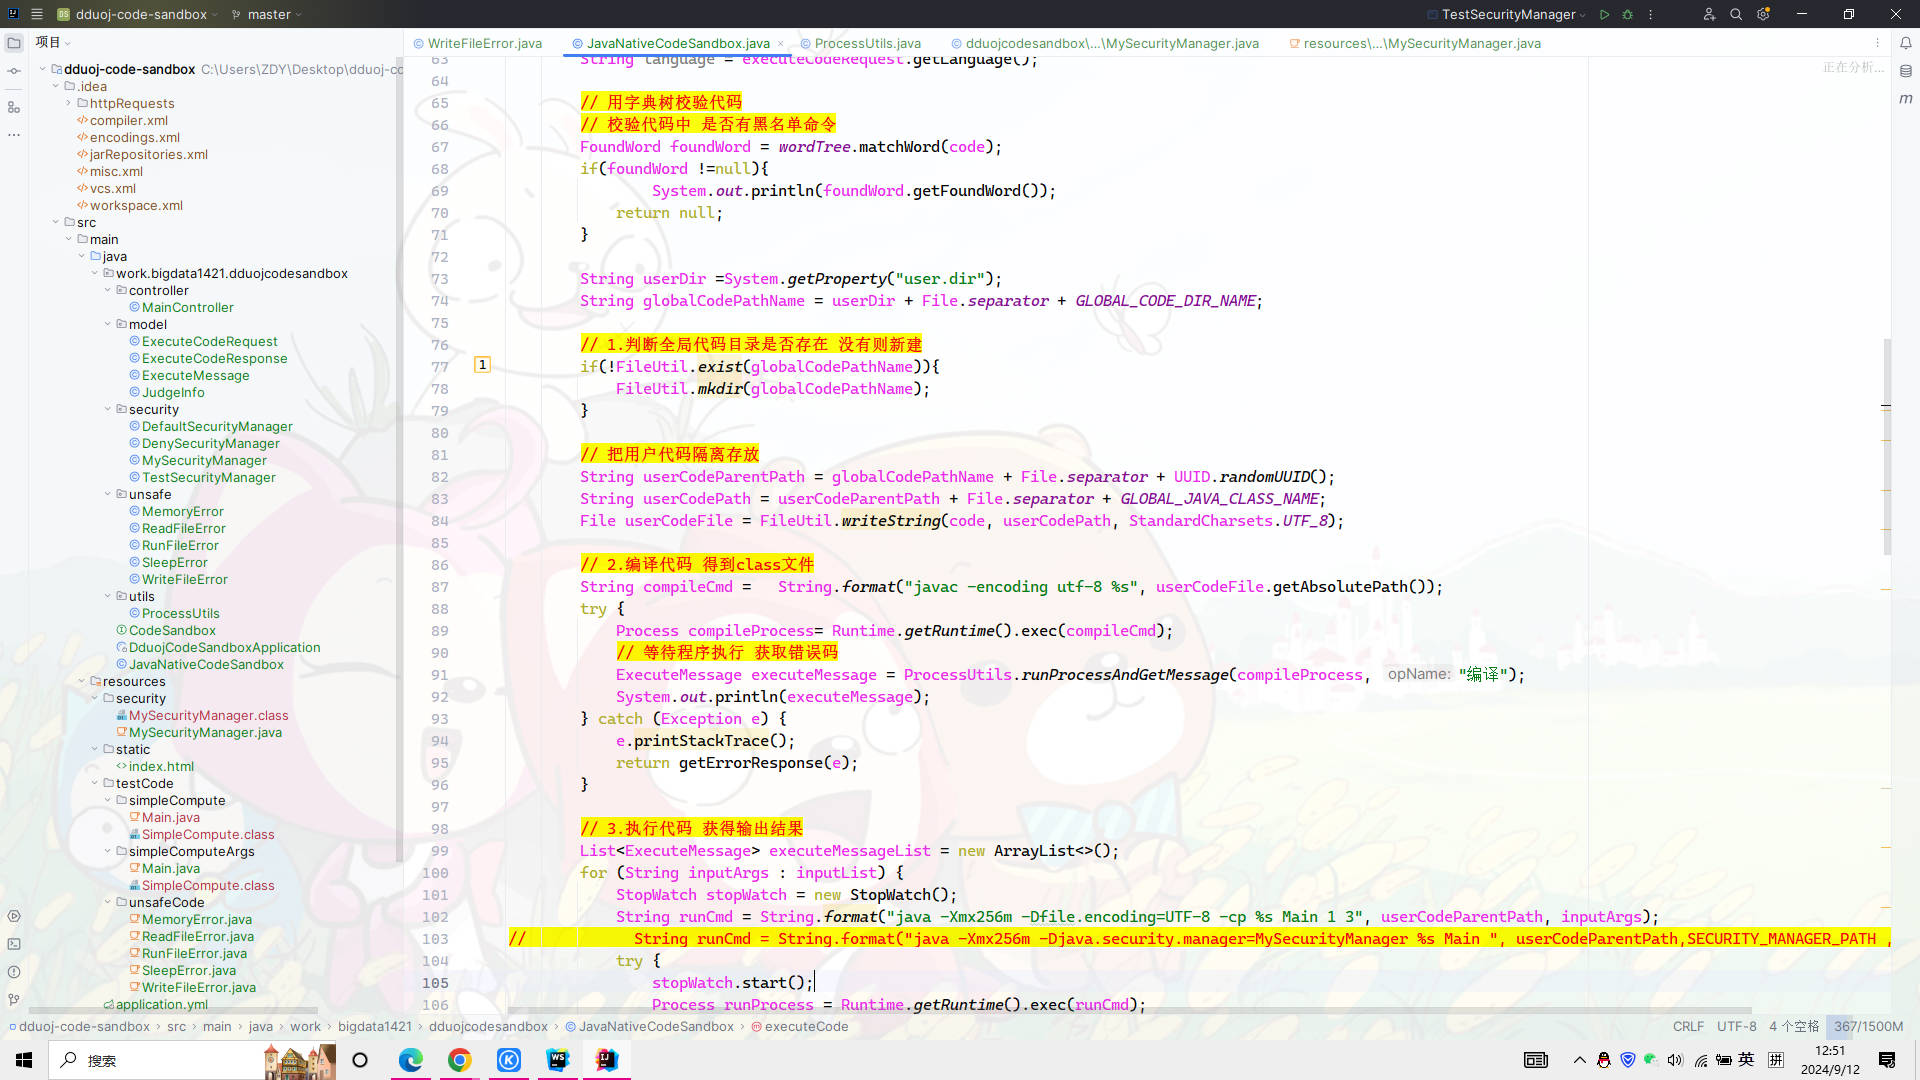 dduoj-code-sandbox
master
TestSecurityManager
项目
WriteFileError.java
JavaNativeCodeSandbox.java
ProcessUtils.java
dduojcodesandbox\...\MySecurityManager.java
resources\...\MySecurityManager.java
dduoj-code-sandbox C:\Users\ZDY\Desktop\dduoj-co
.idea
httpRequests
compiler.xml
encodings.xml
jarRepositories.xml
misc.xml
vcs.xml
workspace.xml
src
main
java
work.bigdata1421.dduojcodesandbox
controller
MainController
model
ExecuteCodeRequest
ExecuteCodeResponse
ExecuteMessage
JudgeInfo
security
DefaultSecurityManager
DenySecurityManager
MySecurityManager
TestSecurityManager
unsafe
MemoryError
ReadFileError
RunFileError
SleepError
WriteFileError
utils
ProcessUtils
CodeSandbox
DduojCodeSandboxApplication
JavaNativeCodeSandbox
resources
security
MySecurityManager.class
MySecurityManager.java
static
index.html
testCode
simpleCompute
Main.java
SimpleCompute.class
simpleComputeArgs
Main.java
SimpleCompute.class
unsafeCode
MemoryError.java
ReadFileError.java
RunFileError.java
SleepError.java
WriteFileError.java
application.yml
正在分析...
63 String language = executeCodeRequest.getLanguage();
64
65 // 用字典树校验代码
66 // 校验代码中 是否有黑名单命令
67 FoundWord foundWord = wordTree.matchWord(code);
68 if(foundWord !=null){
69 System.out.println(foundWord.getFoundWord());
70 return null;
71 }
72
73 String userDir =System.getProperty("user.dir");
74 String globalCodePathName = userDir + File.separator + GLOBAL_CODE_DIR_NAME;
75
76 // 1.判断全局代码目录是否存在 没有则新建
77 1 if(!FileUtil.exist(globalCodePathName)){
78 FileUtil.mkdir(globalCodePathName);
79 }
80
81 // 把用户代码隔离存放
82 String userCodeParentPath = globalCodePathName + File.separator + UUID.randomUUID();
83 String userCodePath = userCodeParentPath + File.separator + GLOBAL_JAVA_CLASS_NAME;
84 File userCodeFile = FileUtil.writeString(code, userCodePath, StandardCharsets.UTF_8);
85
86 // 2.编译代码 得到class文件
87 String compileCmd = String.format("javac -encoding utf-8 %s", userCodeFile.getAbsolutePath());
88 try {
89 Process compileProcess= Runtime.getRuntime().exec(compileCmd);
90 // 等待程序执行 获取错误码
91 ExecuteMessage executeMessage = ProcessUtils.runProcessAndGetMessage(compileProcess, opName: "编译");
92 System.out.println(executeMessage);
93 } catch (Exception e) {
94 e.printStackTrace();
95 return getErrorResponse(e);
96 }
97
98 // 3.执行代码 获得输出结果
99 List<ExecuteMessage> executeMessageList = new ArrayList<>();
100 for (String inputArgs : inputList) {
101 StopWatch stopWatch = new StopWatch();
102 String runCmd = String.format("java -Xmx256m -Dfile.encoding=UTF-8 -cp %s Main 1 3", userCodeParentPath, inputArgs);
103 // String runCmd = String.format("java -Xmx256m -Djava.security.manager=MySecurityManager %s Main ", userCodeParentPath,SECURITY_MANAGER_PATH ,
104 try {
105 stopWatch.start();
106 Process runProcess = Runtime.getRuntime().exec(runCmd);
dduoj-code-sandbox › src › main › java › work › bigdata1421 › dduojcodesandbox › JavaNativeCodeSandbox › executeCode
CRLF UTF-8 4 个空格 367/1500M
搜索
英
拼
12:51
2024/9/12